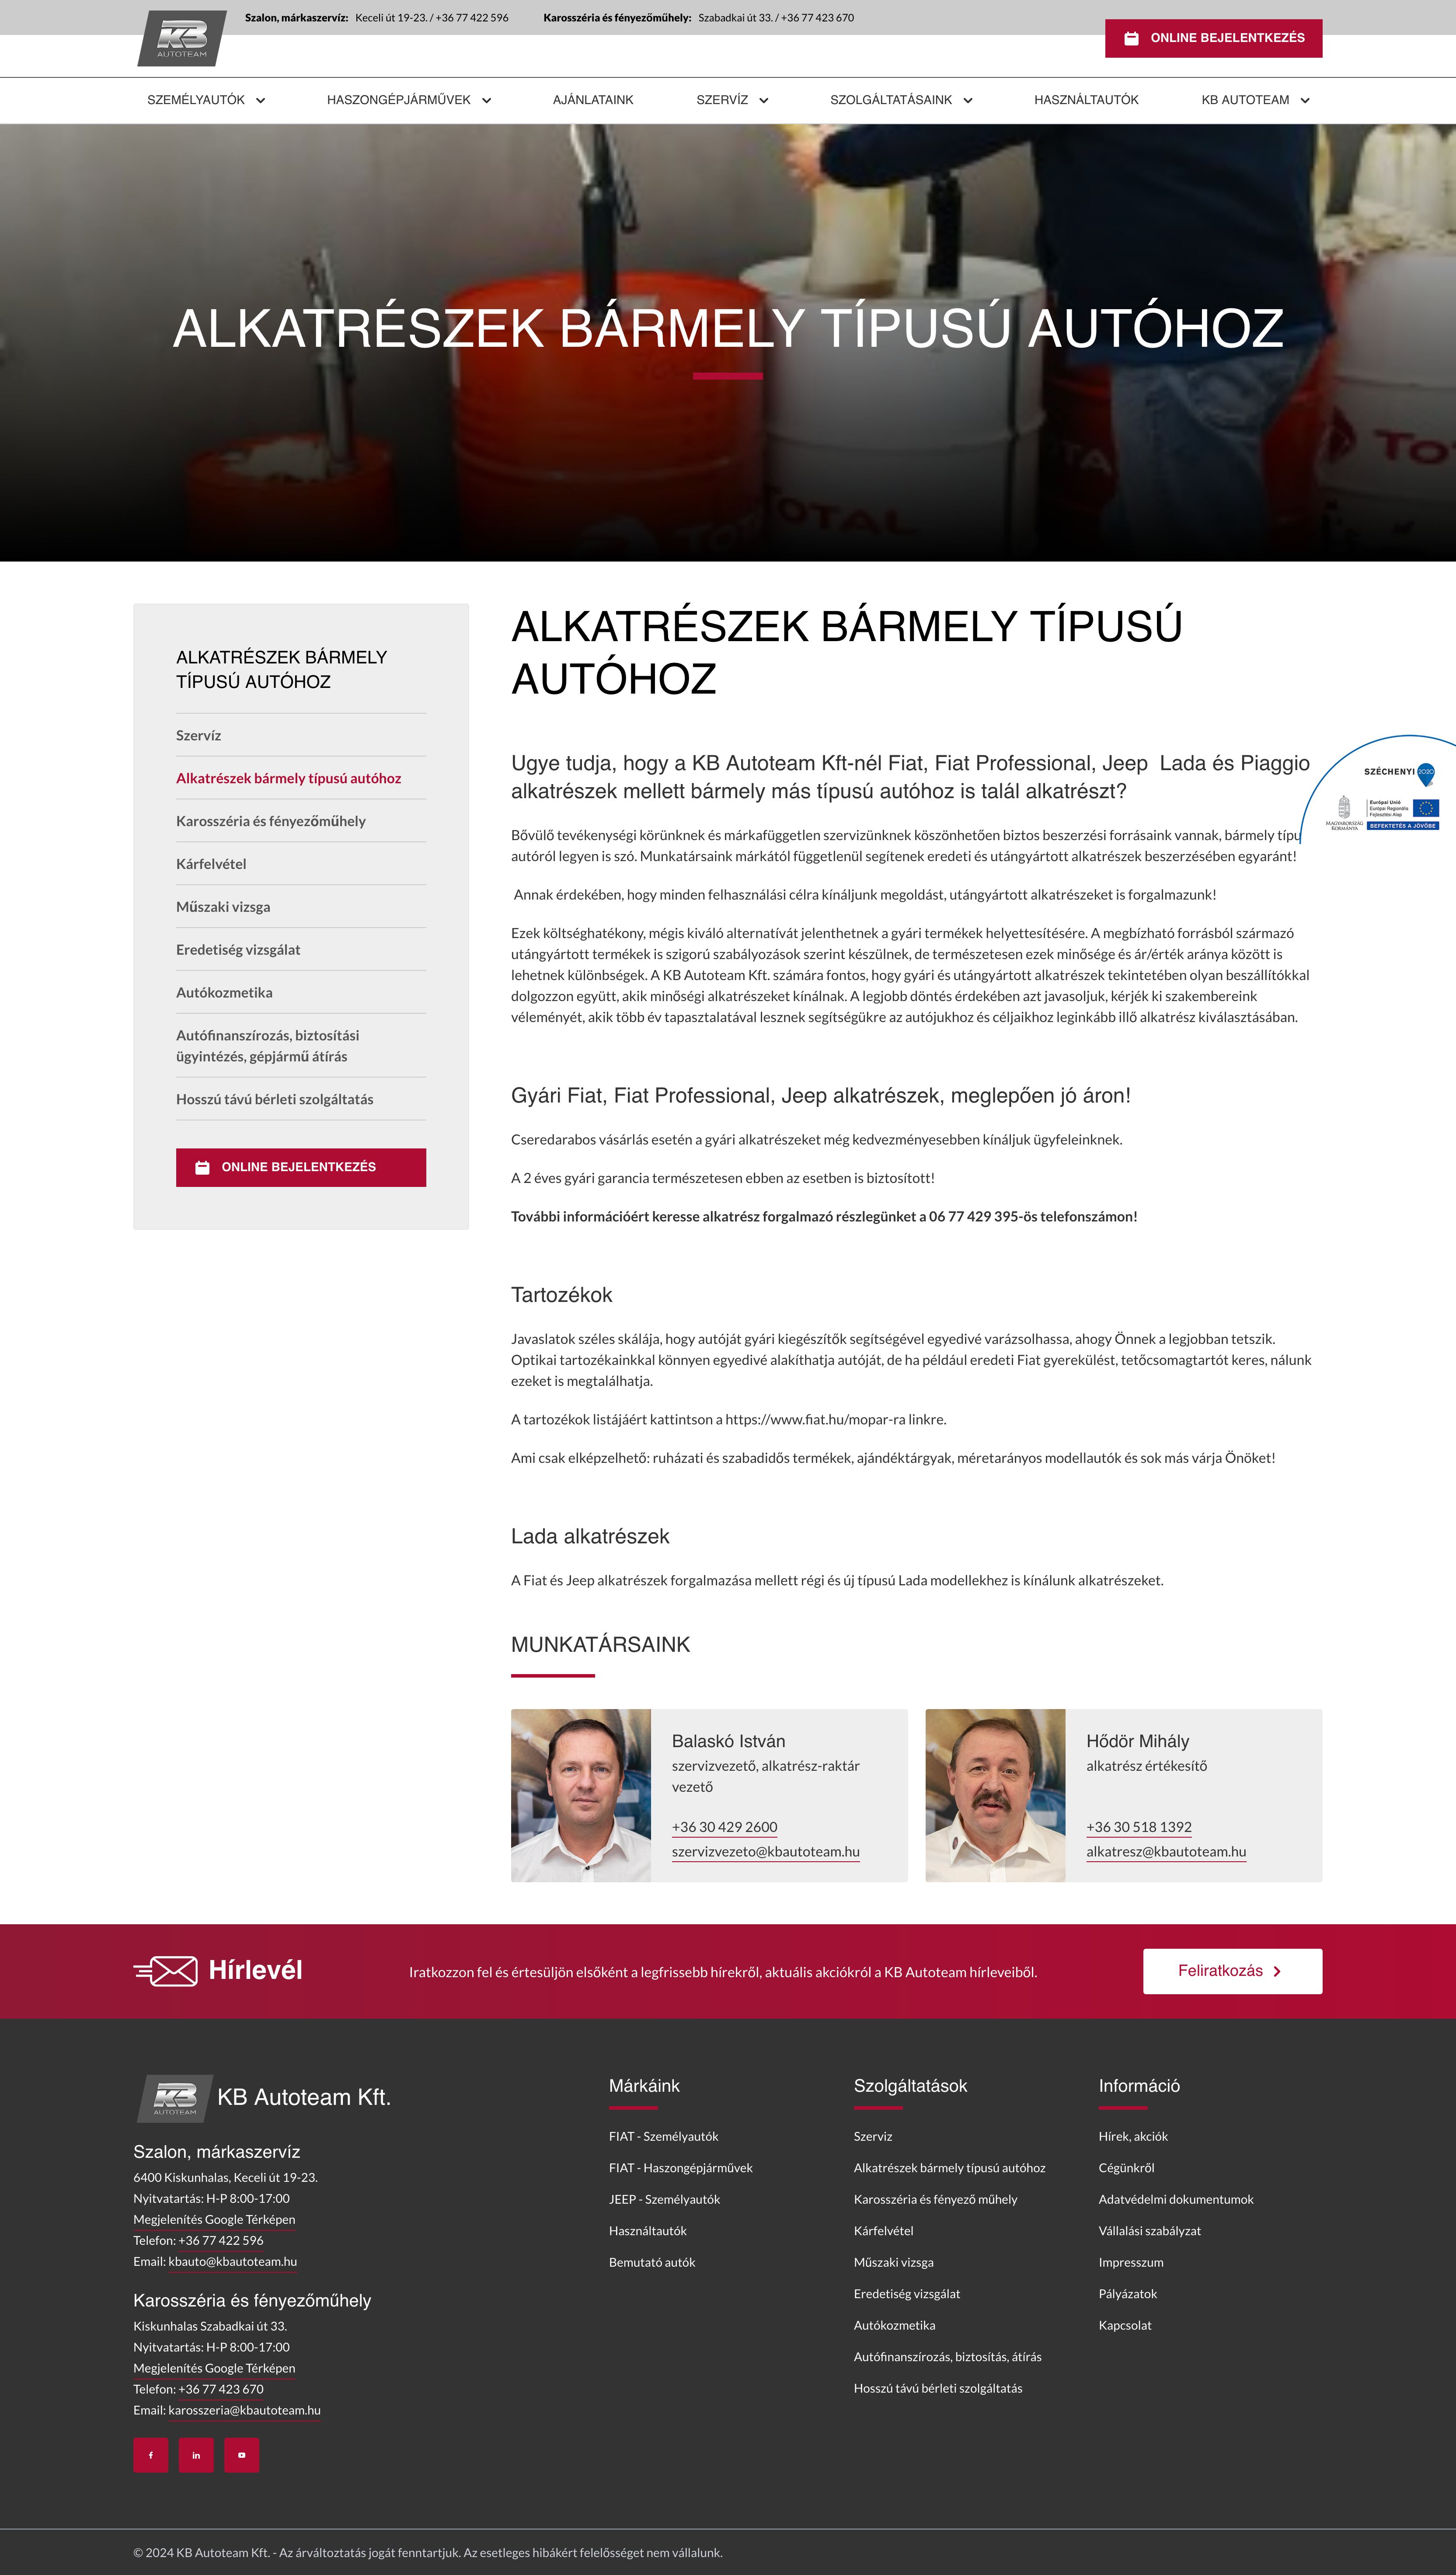 Szalon, márkaszervíz: Keceli út 19-23. / +36 77 422 596 Karosszéria és fényezőműhely: Szabadkai út 33. / +36 77 423 670
KB
AUTOTEAM
ONLINE BEJELENTKEZÉS
SZEMÉLYAUTÓK HASZONGÉPJÁRMŰVEK AJÁNLATAINK SZERVÍZ SZOLGÁLTATÁSAINK HASZNÁLTAUTÓK KB AUTOTEAM
ALKATRÉSZEK BÁRMELY TÍPUSÚ AUTÓHOZ
TOTAL
ALKATRÉSZEK BÁRMELY
TÍPUSÚ AUTÓHOZ
Szervíz
Alkatrészek bármely típusú autóhoz
Karosszéria és fényezőműhely
Kárfelvétel
Műszaki vizsga
Eredetiség vizsgálat
Autókozmetika
Autófinanszírozás, biztosítási
ügyintézés, gépjármű átírás
Hosszú távú bérleti szolgáltatás
ONLINE BEJELENTKEZÉS
ALKATRÉSZEK BÁRMELY TÍPUSÚ
AUTÓHOZ
Ugye tudja, hogy a KB Autoteam Kft-nél Fiat, Fiat Professional, Jeep Lada és Piaggio
alkatrészek mellett bármely más típusú autóhoz is talál alkatrészt?
Bővülő tevékenységi körünknek és márkafüggetlen szervizünknek köszönhetően biztos beszerzési forrásaink vannak, bármely típu
autóról legyen is szó. Munkatársaink márkától függetlenül segítenek eredeti és utángyártott alkatrészek beszerzésében egyaránt!
Annak érdekében, hogy minden felhasználási célra kínáljunk megoldást, utángyártott alkatrészeket is forgalmazunk!
Ezek költséghatékony, mégis kiváló alternatívát jelenthetnek a gyári termékek helyettesítésére. A megbízható forrásból származó
utángyártott termékek is szigorú szabályozások szerint készülnek, de természetesen ezek minősége és ár/érték aránya között is
lehetnek különbségek. A KB Autoteam Kft. számára fontos, hogy gyári és utángyártott alkatrészek tekintetében olyan beszállítókkal
dolgozzon együtt, akik minőségi alkatrészeket kínálnak. A legjobb döntés érdekében azt javasoljuk, kérjék ki szakembereink
véleményét, akik több év tapasztalatával lesznek segítségükre az autójukhoz és céljaikhoz leginkább illő alkatrész kiválasztásában.
SZÉCHENYI 2020
MAGYARORSZÁG
KORMÁNYA
Európai Unió
Európai Regionális
Fejlesztési Alap
BEFEKTETÉS A JÖVŐBE
Gyári Fiat, Fiat Professional, Jeep alkatrészek, meglepően jó áron!
Cseredarabos vásárlás esetén a gyári alkatrészeket még kedvezményesebben kínáljuk ügyfeleinknek.
A 2 éves gyári garancia természetesen ebben az esetben is biztosított!
További információért keresse alkatrész forgalmazó részlegünket a 06 77 429 395-ös telefonszámon!
Tartozékok
Javaslatok széles skálája, hogy autóját gyári kiegészítők segítségével egyedivé varázsolhassa, ahogy Önnek a legjobban tetszik.
Optikai tartozékainkkal könnyen egyedivé alakíthatja autóját, de ha például eredeti Fiat gyerekülést, tetőcsomagtartót keres, nálunk
ezeket is megtalálhatja.
A tartozékok listájáért kattintson a https://www.fiat.hu/mopar-ra linkre.
Ami csak elképzelhető: ruházati és szabadidős termékek, ajándéktárgyak, méretarányos modellautók és sok más várja Önöket!
Lada alkatrészek
A Fiat és Jeep alkatrészek forgalmazása mellett régi és új típusú Lada modellekhez is kínálunk alkatrészeket.
MUNKATÁRSAINK
Balaskó István
szervizvezető, alkatrész-raktár
vezető
+36 30 429 2600
szervizvezeto@kbautoteam.hu
Hődör Mihály
alkatrész értékesítő
+36 30 518 1392
alkatresz@kbautoteam.hu
Hírlevél
Iratkozzon fel és értesüljön elsőként a legfrissebb hírekről, aktuális akciókról a KB Autoteam hírleveiből.
Feliratkozás
KB
AUTOTEAM
KB Autoteam Kft.
Szalon, márkaszervíz
6400 Kiskunhalas, Keceli út 19-23.
Nyitvatartás: H-P 8:00-17:00
Megjelenítés Google Térképen
Telefon: +36 77 422 596
Email: kbauto@kbautoteam.hu
Karosszéria és fényezőműhely
Kiskunhalas Szabadkai út 33.
Nyitvatartás: H-P 8:00-17:00
Megjelenítés Google Térképen
Telefon: +36 77 423 670
Email: karosszeria@kbautoteam.hu
Márkáink
FIAT - Személyautók
FIAT - Haszongépjárművek
JEEP - Személyautók
Használtautók
Bemutató autók
Szolgáltatások
Szerviz
Alkatrészek bármely típusú autóhoz
Karosszéria és fényező műhely
Kárfelvétel
Műszaki vizsga
Eredetiség vizsgálat
Autókozmetika
Autófinanszírozás, biztosítás, átírás
Hosszú távú bérleti szolgáltatás
Információ
Hírek, akciók
Cégünkről
Adatvédelmi dokumentumok
Vállalási szabályzat
Impresszum
Pályázatok
Kapcsolat
© 2024 KB Autoteam Kft. - Az árváltoztatás jogát fenntartjuk. Az esetleges hibákért felelősséget nem vállalunk.